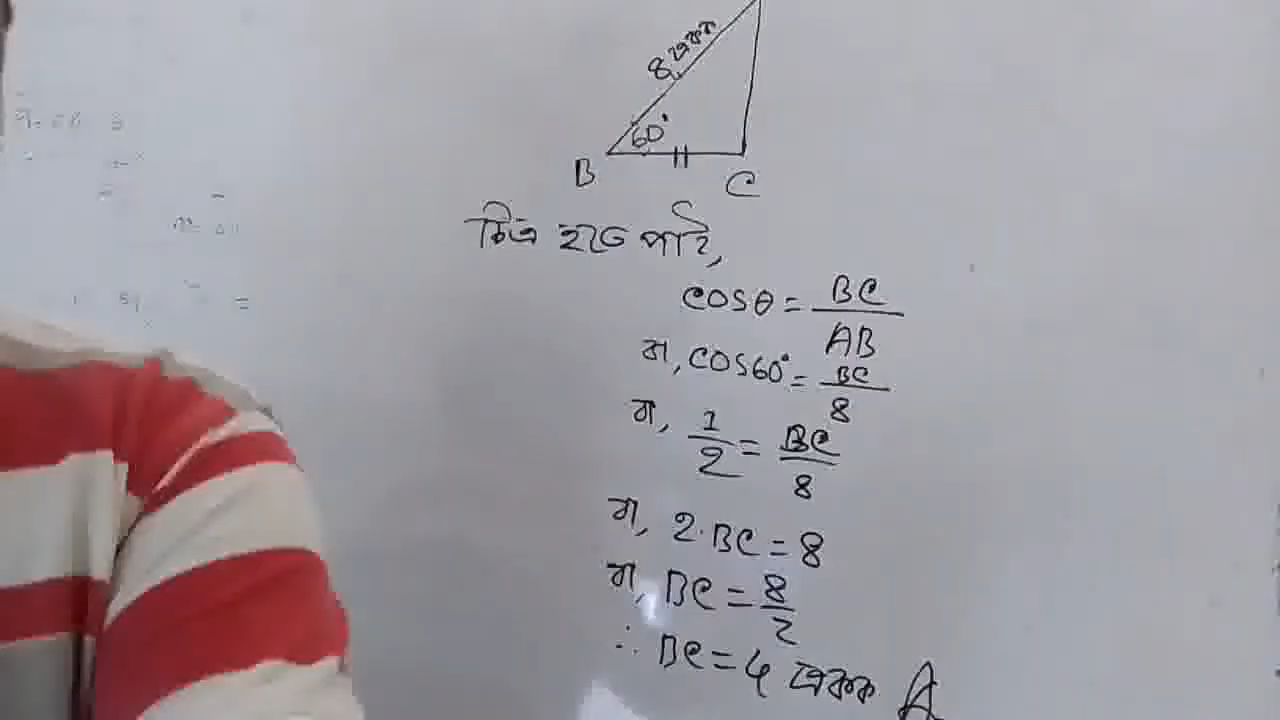 8 একক
60°
B C
চিত্র হতে পাই,
cosθ = BC/AB
বা, cos60° = BC/8
বা, 1/2 = BC/8
বা, 2·BC = 8
বা, BC = 8/2
∴ BC = 4 একক A